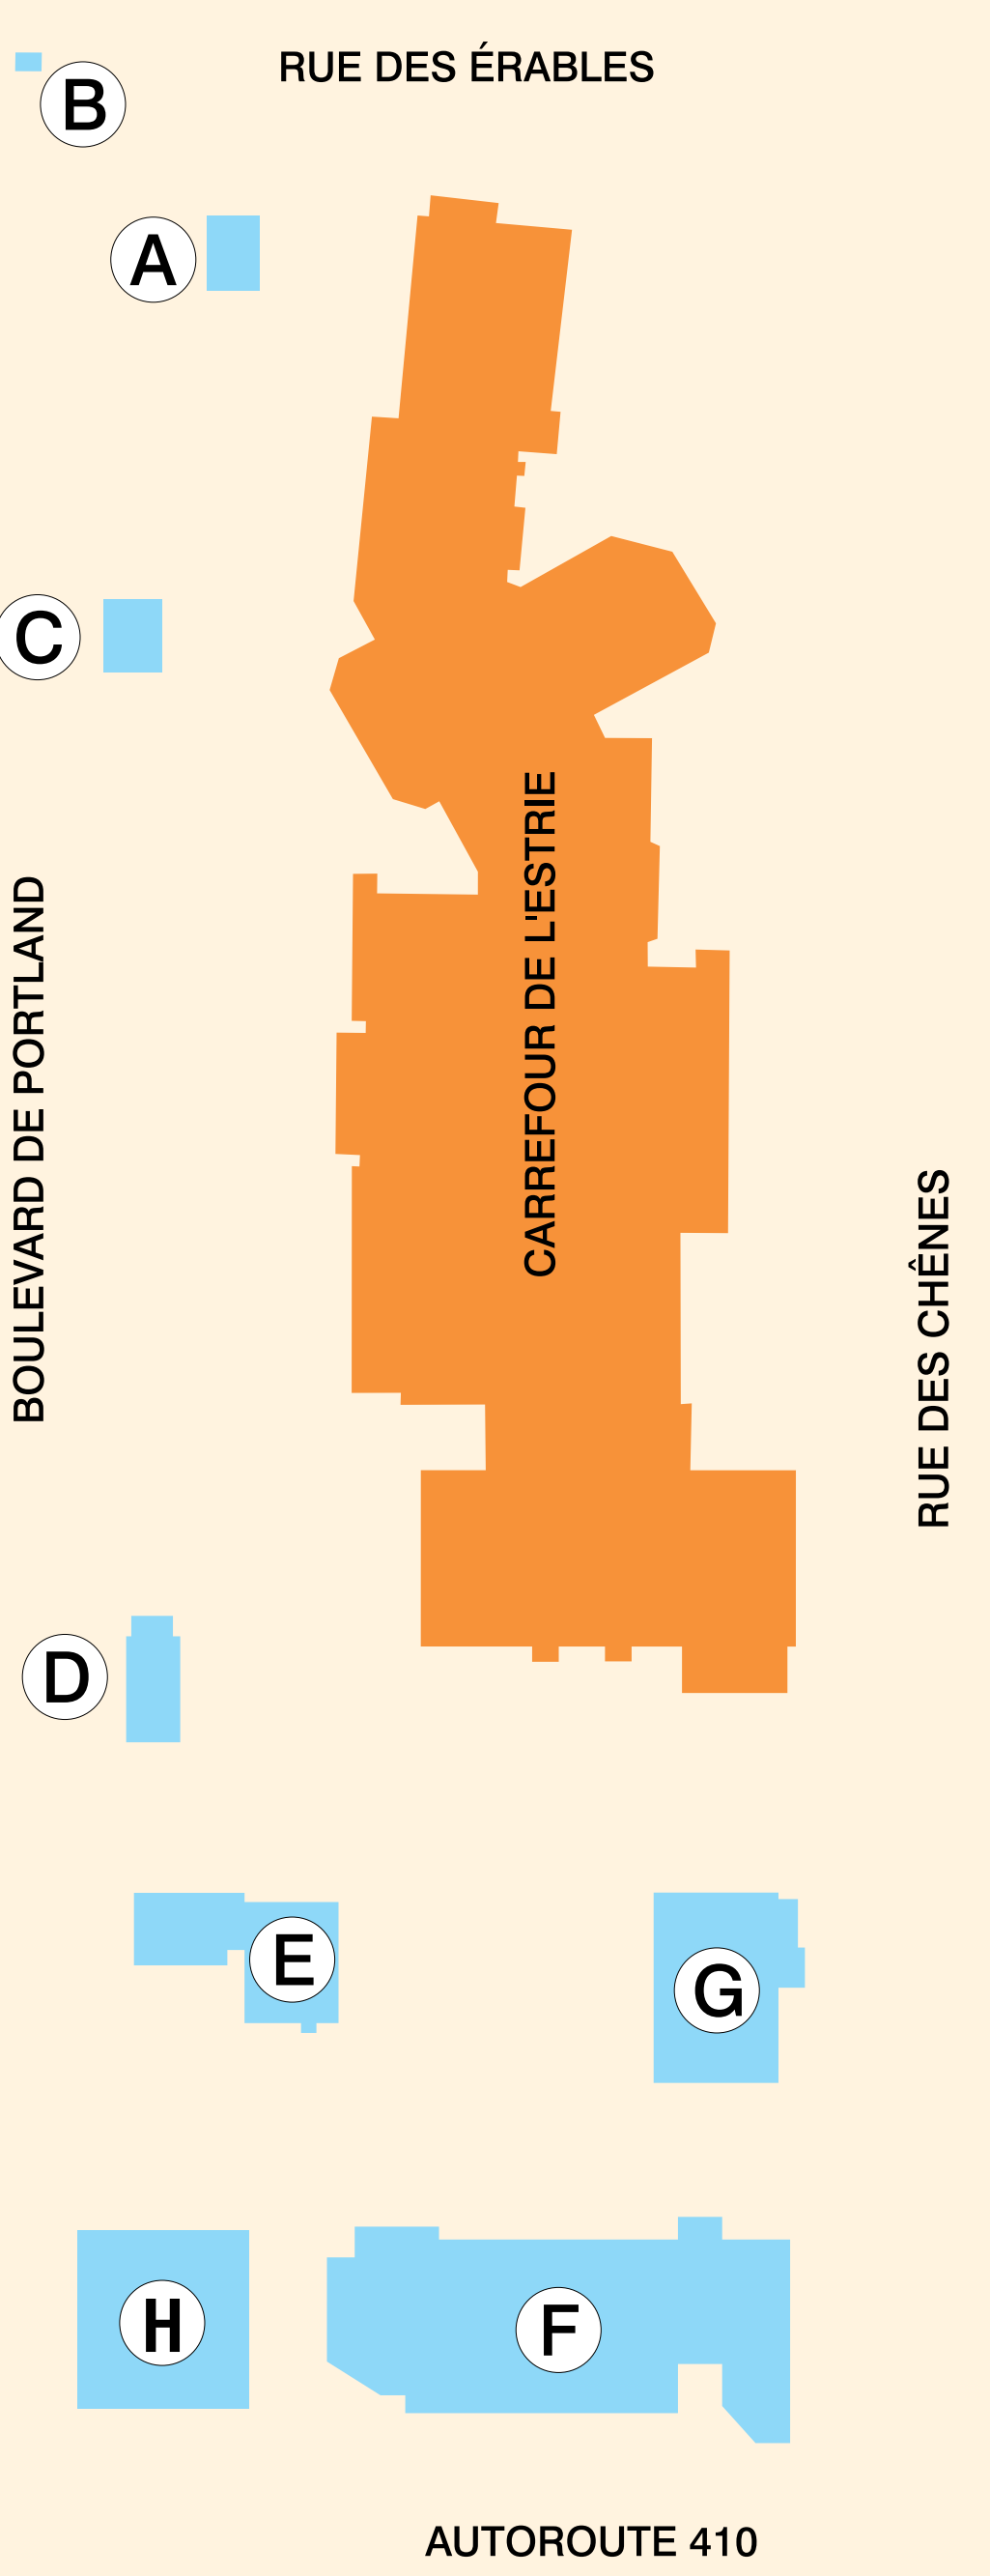 RUE DES ÉRABLES
B
A
C
CARREFOUR DE L'ESTRIE
BOULEVARD DE PORTLAND
RUE DES CHÊNES
D
E
G
H
F
AUTOROUTE 410